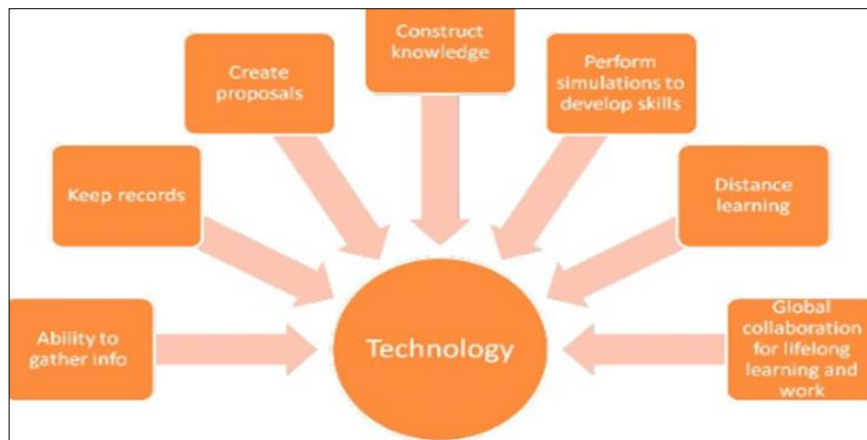 Construct
knowledge
Create
proposals
Perform
simulations to
develop skills
Keep records
Distance
learning
Ability to
gather info
Technology
Global
collaboration
for lifelong
learning and
work